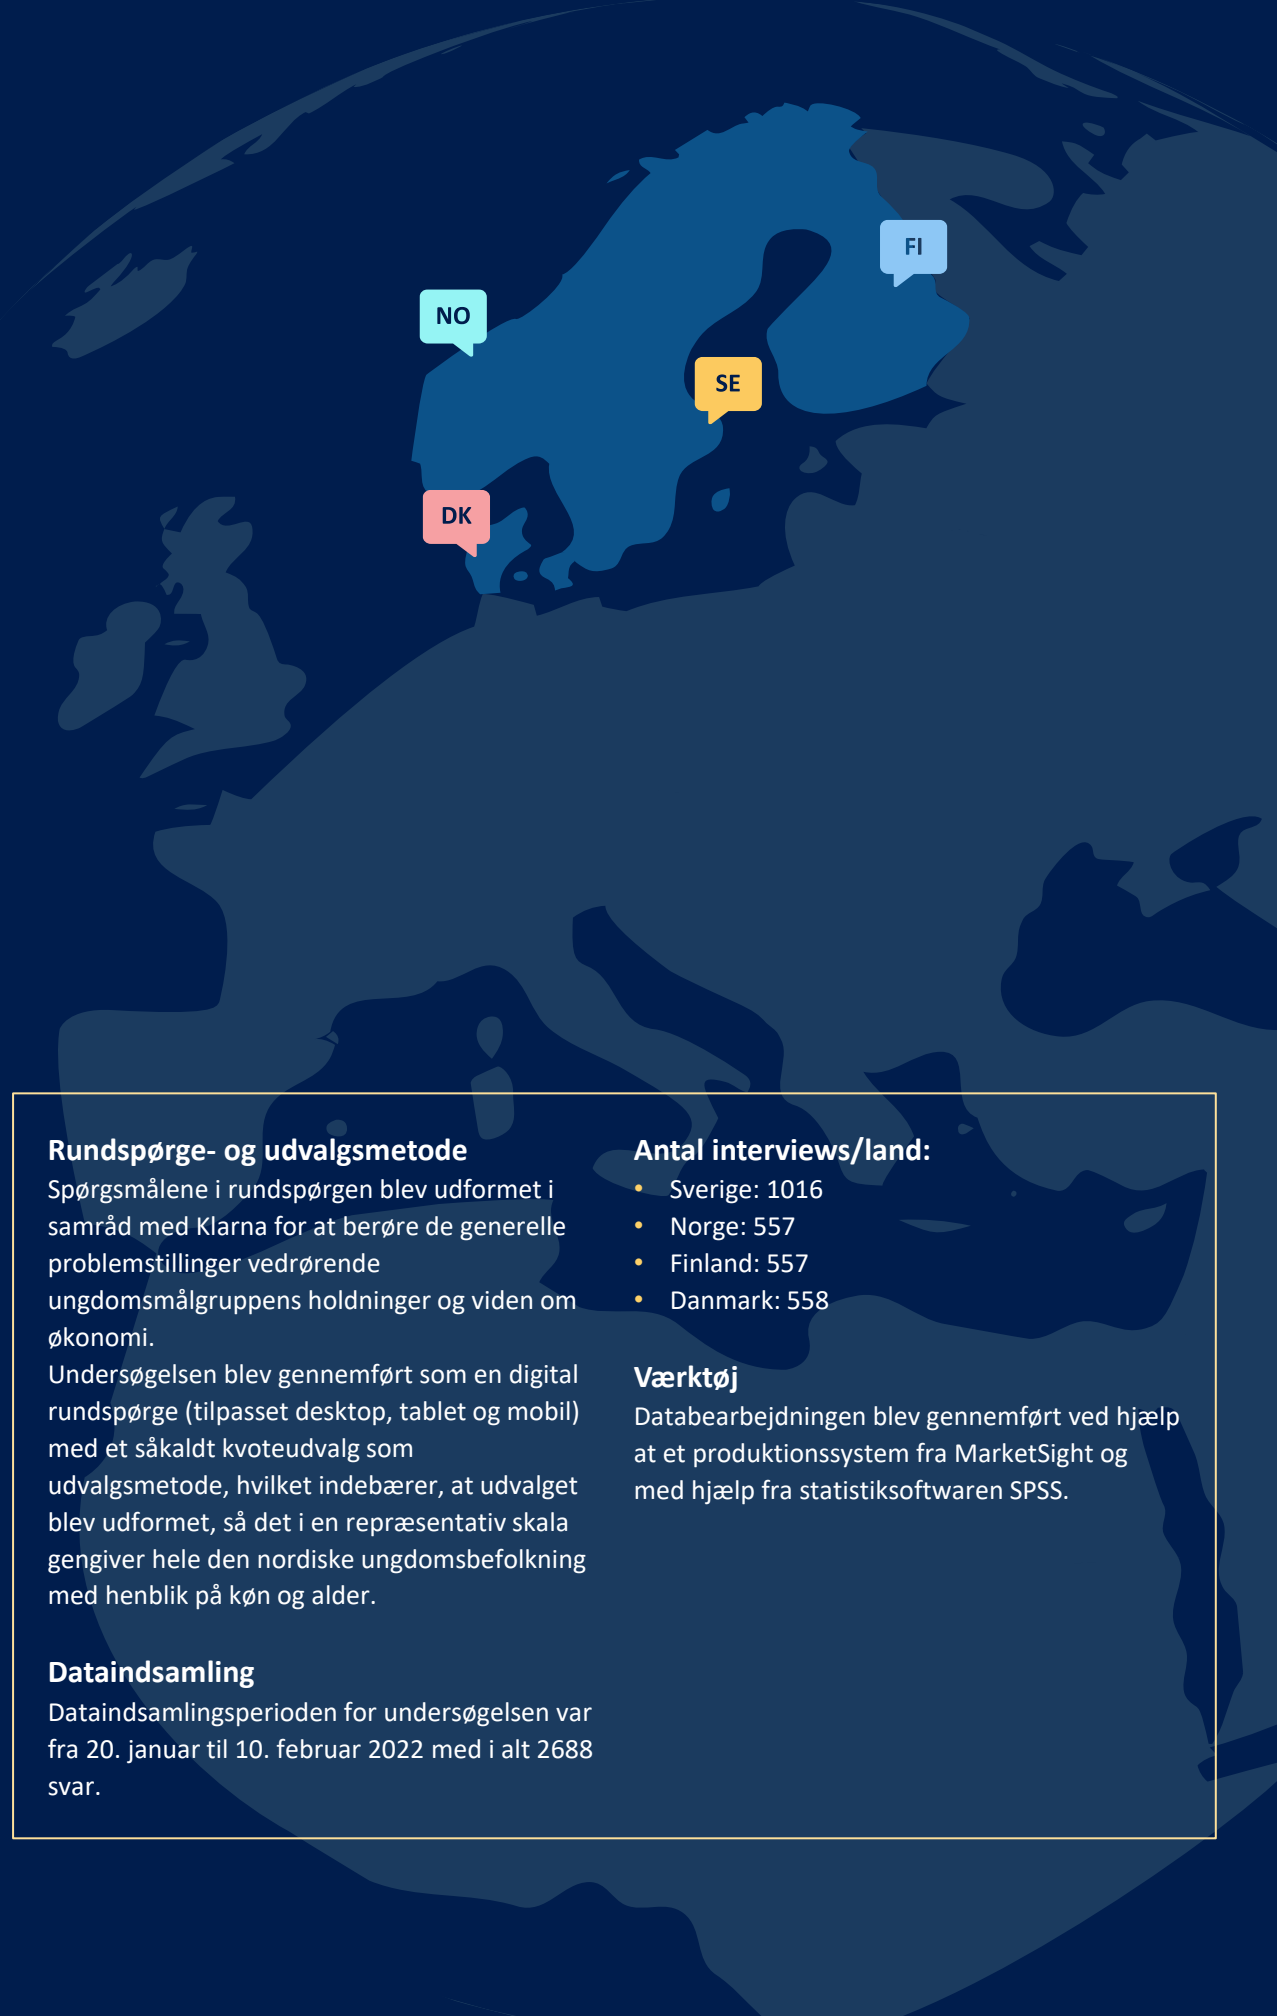 FI
NO
SE
DK
Rundspørge- og udvalgsmetode
Spørgsmålene i rundspørgen blev udformet i
samråd med Klarna for at berøre de generelle
problemstillinger vedrørende
ungdomsmålgruppens holdninger og viden om
økonomi.
Undersøgelsen blev gennemført som en digital
rundspørge (tilpasset desktop, tablet og mobil)
med et såkaldt kvoteudvalg som
udvalgsmetode, hvilket indebærer, at udvalget
blev udformet, så det i en repræsentativ skala
gengiver hele den nordiske ungdomsbefolkning
med henblik på køn og alder.
Dataindsamling
Dataindsamlingsperioden for undersøgelsen var
fra 20. januar til 10. februar 2022 med i alt 2688
svar.
Antal interviews/land:
• Sverige: 1016
• Norge: 557
• Finland: 557
• Danmark: 558
Værktøj
Databearbejdningen blev gennemført ved hjælp
at et produktionssystem fra MarketSight og
med hjælp fra statistiksoftwaren SPSS.